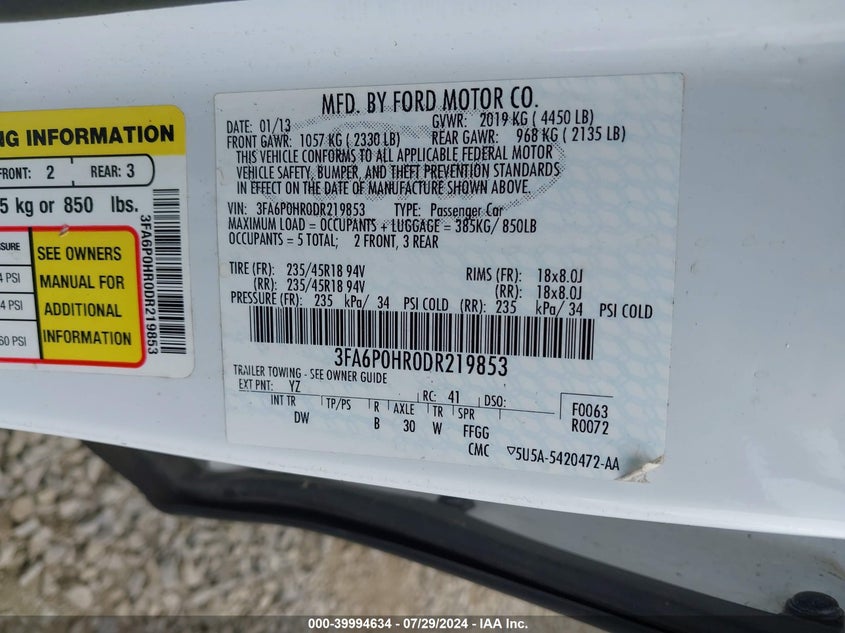 NG INFORMATION
FRONT: 2 REAR: 3
5 kg or 850 lbs.
SURE
4 PSI
4 PSI
60 PSI
SEE OWNERS
MANUAL FOR
ADDITIONAL
INFORMATION
3FA6P0HR0DR219853
MFD. BY FORD MOTOR CO.
DATE: 01/13 GVWR: 2019 KG ( 4450 LB)
FRONT GAWR: 1057 KG ( 2330 LB) REAR GAWR: 968 KG ( 2135 LB)
THIS VEHICLE CONFORMS TO ALL APPLICABLE FEDERAL MOTOR
VEHICLE SAFETY, BUMPER, AND THEFT PREVENTION STANDARDS
IN EFFECT ON THE DATE OF MANUFACTURE SHOWN ABOVE.
VIN: 3FA6P0HR0DR219853 TYPE: Passenger Car
MAXIMUM LOAD = OCCUPANTS + LUGGAGE = 385KG/ 850LB
OCCUPANTS = 5 TOTAL; 2 FRONT, 3 REAR
TIRE (FR): 235/45R18 94V RIMS (FR): 18x8.0J
(RR): 235/45R18 94V (RR): 18x8.0J
PRESSURE (FR): 235 kPa/ 34 PSI COLD (RR): 235 kPa/ 34 PSI COLD
3FA6P0HR0DR219853
TRAILER TOWING - SEE OWNER GUIDE
EXT PNT: YZ RC: 41 DSO:
INT TR TP/PS R AXLE TR SPR F0063
DW B 30 W FFGG R0072
CMC ▽5U5A-5420472-AA
000-39994634 / 07/29/2024 - IAA Inc.